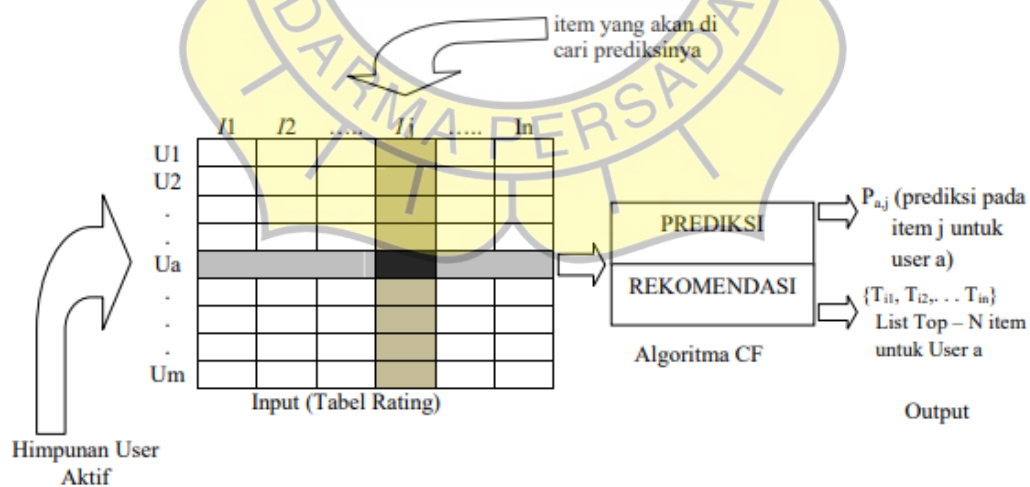 item yang akan di
cari prediksinya
DARMA PERSADA
I1 I2 ..... I.j ..... In
U1
U2
.
.
Ua
.
.
.
Um
Input (Tabel Rating)
Himpunan User
Aktif
PREDIKSI
REKOMENDASI
Algoritma CF
Pa,j (prediksi pada
item j untuk
user a)
{Ti1, Ti2,. . . Tin}
List Top – N item
untuk User a
Output